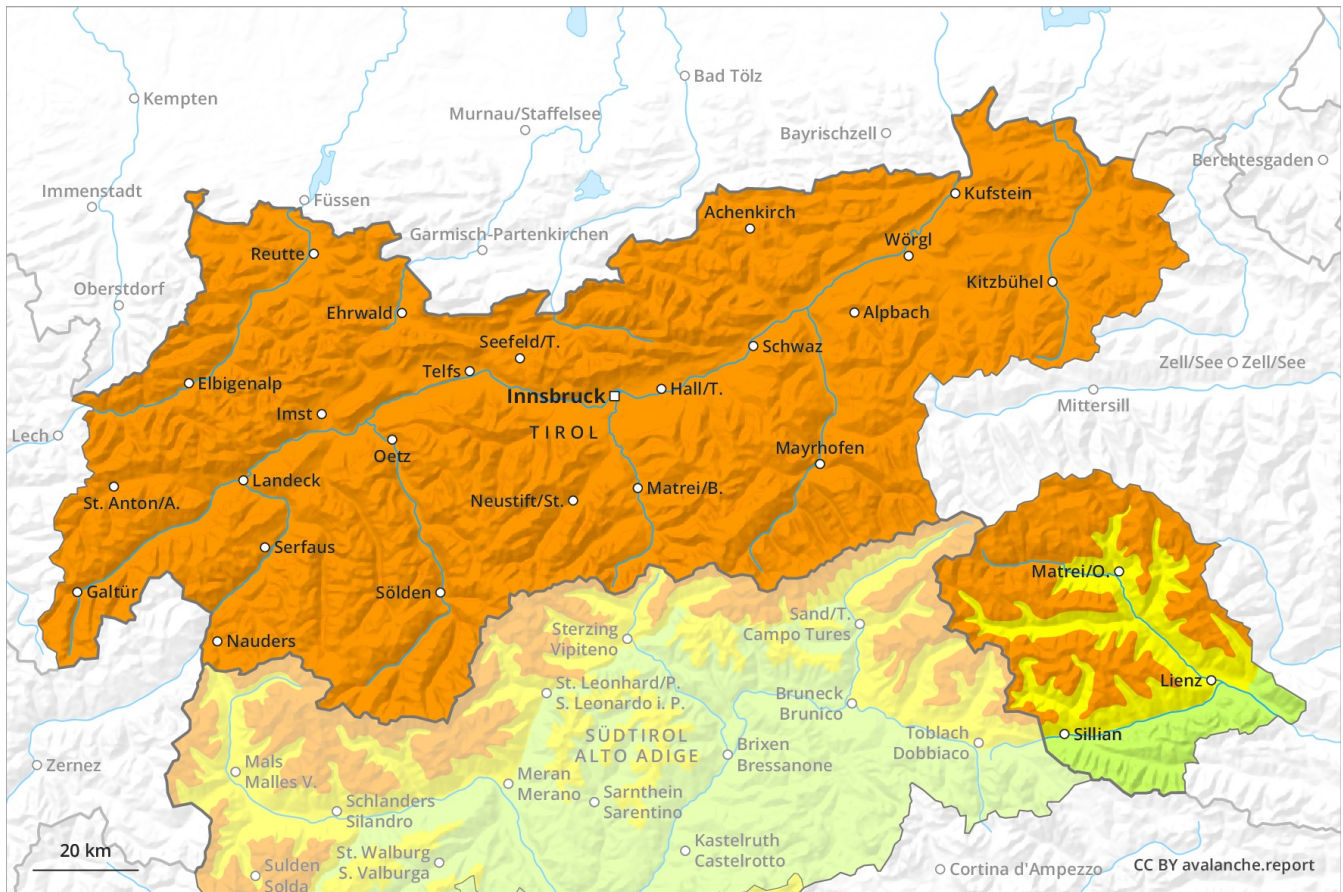 Kempten
Bad Tölz
Murnau/Staffelsee
Bayrischzell
Berchtesgaden
Immenstadt
Füssen
Kufstein
Achenkirch
Garmisch-Partenkirchen
Wörgl
Reutte
Kitzbühel
Oberstdorf
Ehrwald
Alpbach
Seefeld/T.
Schwaz
Zell/See
Zell/See
Telfs
Elbigenalp
Hall/T.
Innsbruck
Mittersill
Imst
TIROL
Lech
Oetz
Mayrhofen
Landeck
Matrei/B.
St. Anton/A.
Neustift/St.
Serfaus
Matrei/O.
Galtür
Sölden
Sand/T.
Campo Tures
Sterzing
Vipiteno
Nauders
Lienz
St. Leonhard/P.
S. Leonardo i. P.
Bruneck
Brunico
Sillian
Toblach
Dobbiaco
SÜDTIROL
ALTO ADIGE
Brixen
Bressanone
Zernez
Mals
Malles V.
Meran
Merano
Sarnthein
Sarentino
Schlanders
Silandro
Kastelruth
Castelrotto
20 km
St. Walburg
S. Valburga
Sulden
Solda
Cortina d'Ampezzo
CC BY avalanche.report